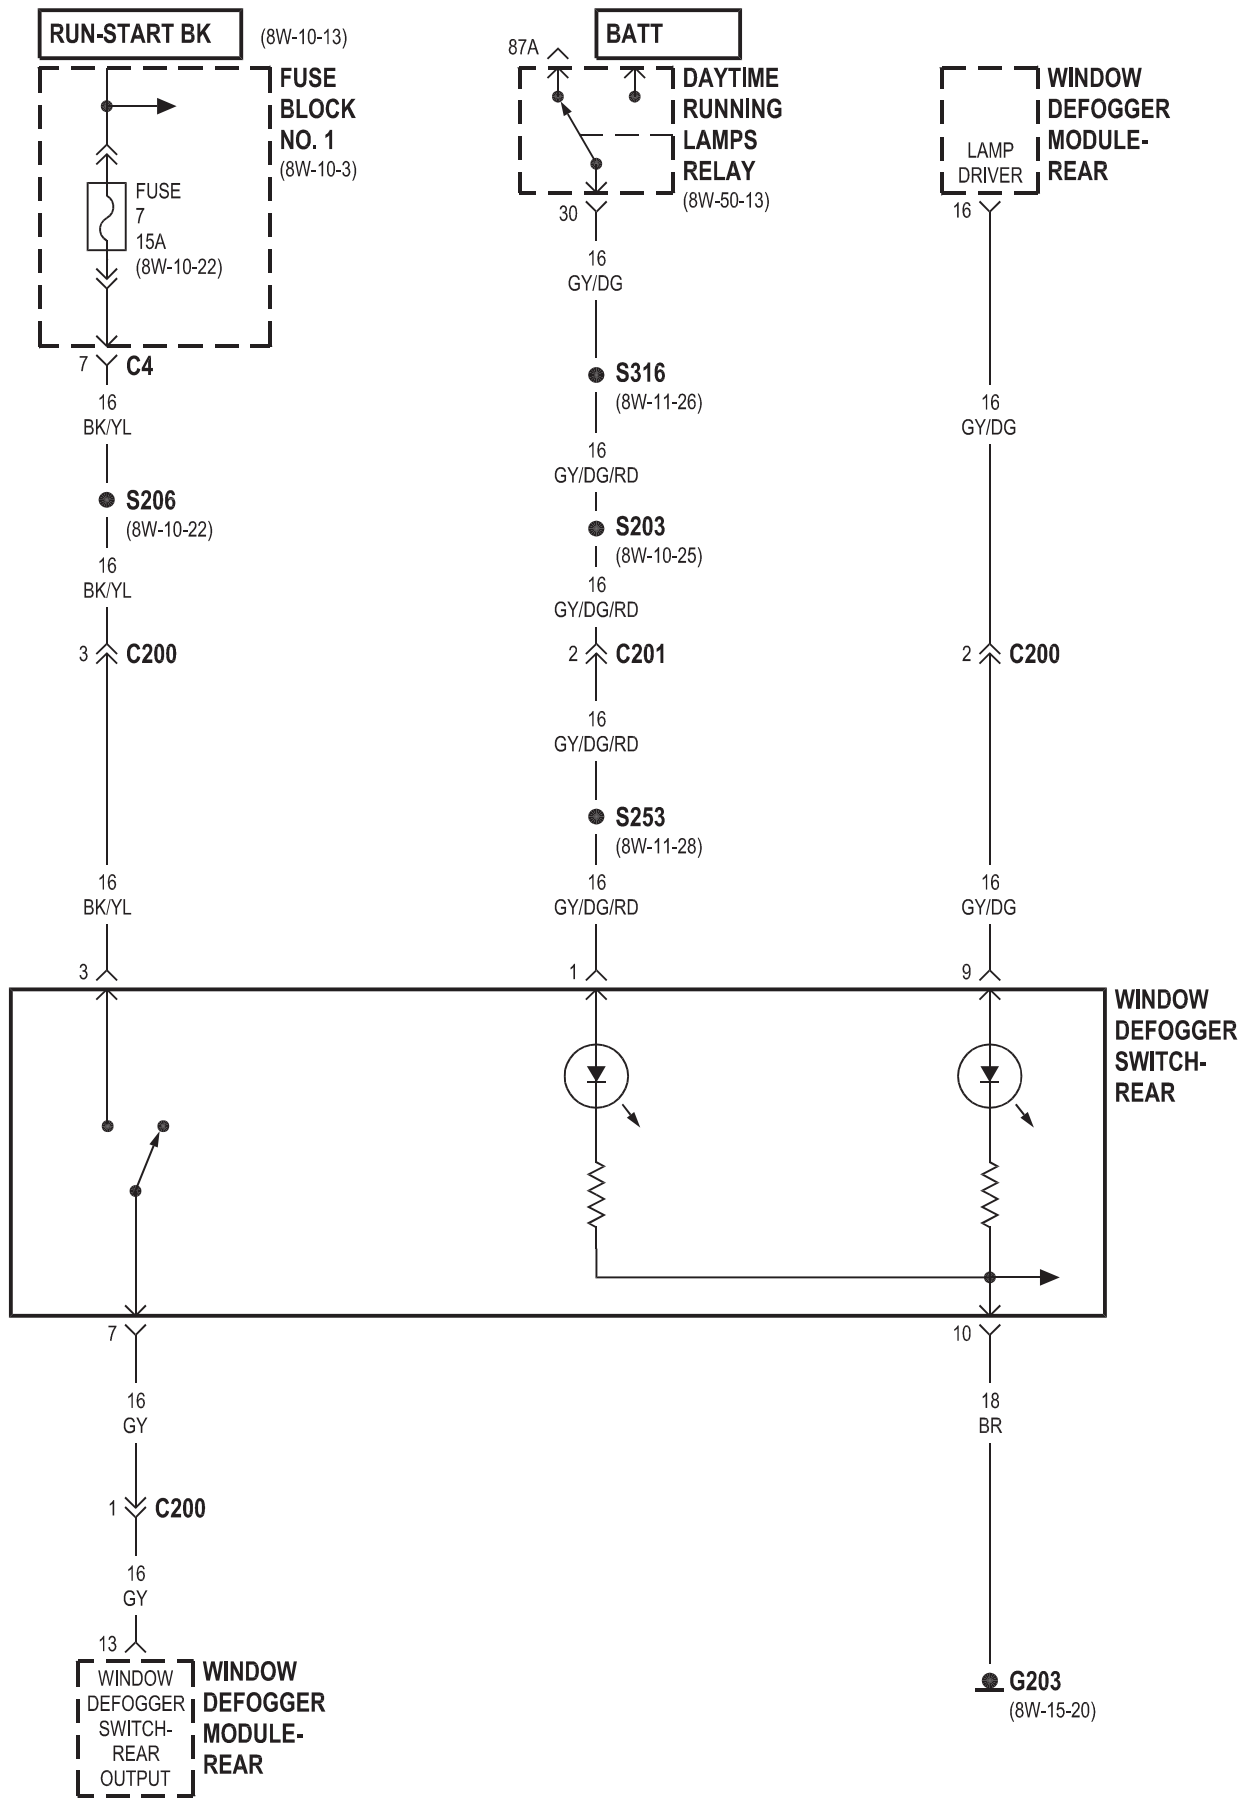 RUN-START BK
(8W-10-13)
BATT
87A
FUSE
BLOCK
NO. 1
(8W-10-3)
DAYTIME
RUNNING
LAMPS
RELAY
(8W-50-13)
WINDOW
DEFOGGER
MODULE-
REAR
LAMP
DRIVER
FUSE
7
15A
(8W-10-22)
30
16
16
GY/DG
7
C4
16
BK/YL
S316
(8W-11-26)
16
GY/DG
16
GY/DG/RD
S206
(8W-10-22)
S203
(8W-10-25)
16
BK/YL
16
GY/DG/RD
3
C200
2
C201
2
C200
16
GY/DG/RD
S253
(8W-11-28)
16
BK/YL
16
GY/DG/RD
16
GY/DG
3
1
9
WINDOW
DEFOGGER
SWITCH-
REAR
7
10
16
GY
18
BR
1
C200
16
GY
13
WINDOW
DEFOGGER
SWITCH-
REAR
OUTPUT
WINDOW
DEFOGGER
MODULE-
REAR
G203
(8W-15-20)